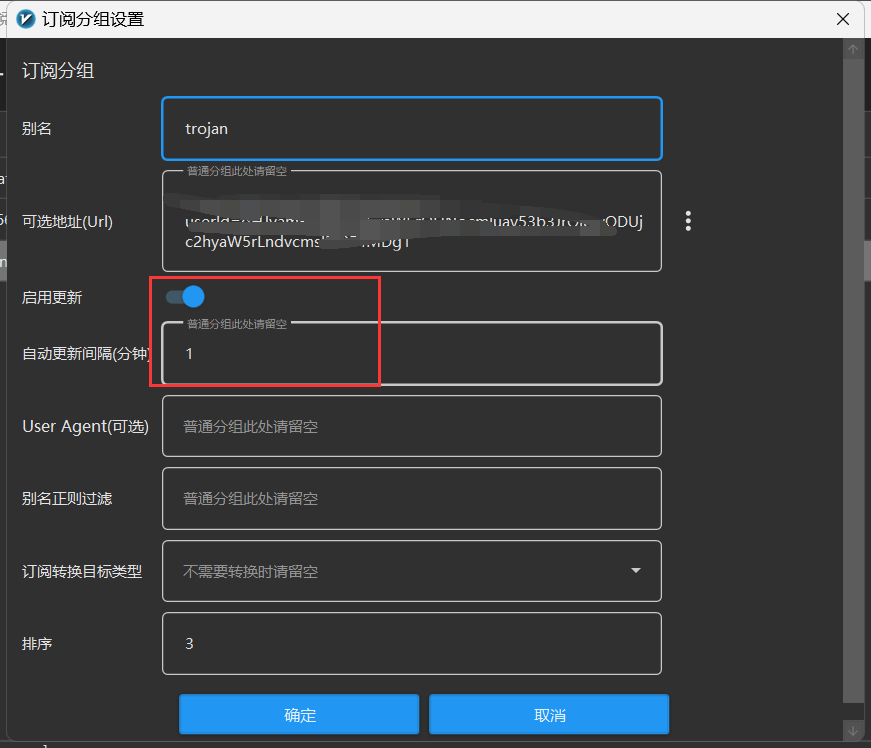 订阅分组设置
订阅分组
别名
trojan
普通分组此处请留空
可选地址(Url)
c2hyaW5rLndvcms
启用更新
普通分组此处请留空
自动更新间隔(分钟)
1
User Agent(可选)
普通分组此处请留空
别名正则过滤
普通分组此处请留空
订阅转换目标类型
不需要转换时请留空
排序
3
确定
取消